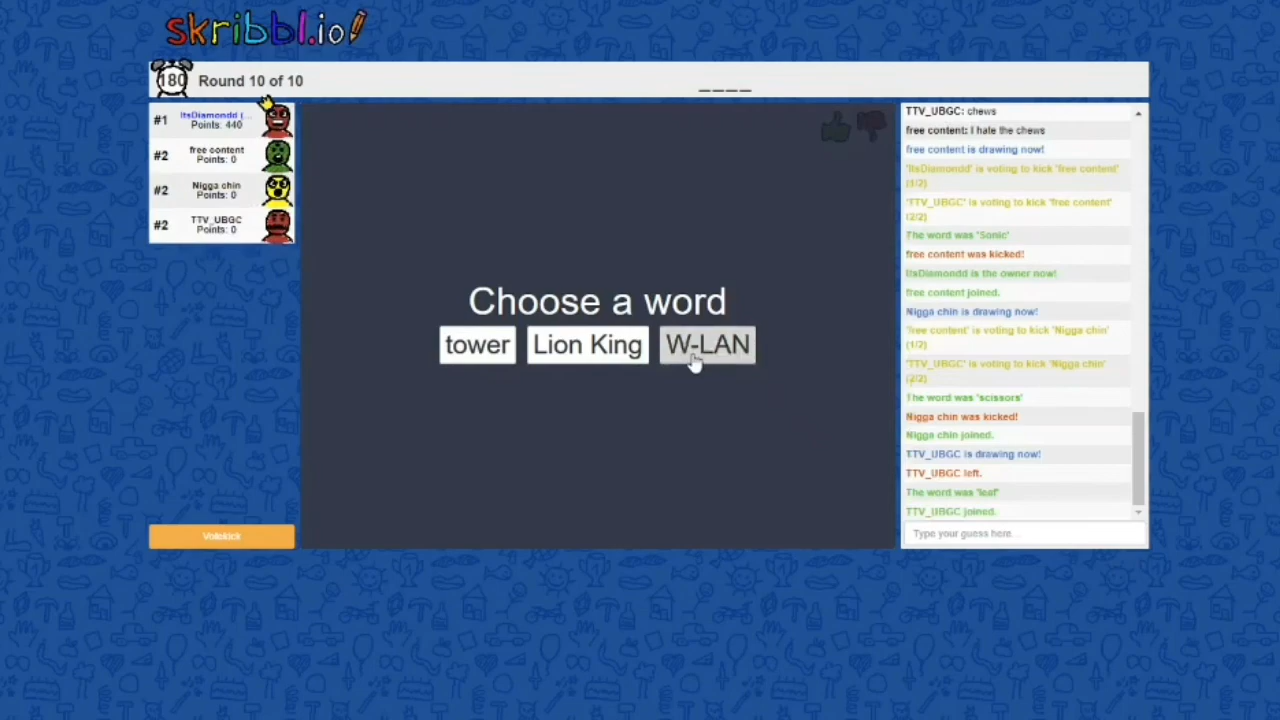 skribbl.io
180
Round 10 of 10
____
#1
ItsDiamondd (...
Points: 440
#2
free content
Points: 0
#2
Nigga chin
Points: 0
#2
TTV_UBGC
Points: 0
Votekick
Choose a word
tower
Lion King
W-LAN
TTV_UBGC: chews
free content: I hate the chews
free content is drawing now!
'ItsDiamondd' is voting to kick 'free content'
(1/2)
'TTV_UBGC' is voting to kick 'free content'
(2/2)
The word was 'Sonic'
free content was kicked!
ItsDiamondd is the owner now!
free content joined.
Nigga chin is drawing now!
'free content' is voting to kick 'Nigga chin'
(1/2)
'TTV_UBGC' is voting to kick 'Nigga chin'
(2/2)
The word was 'scissors'
Nigga chin was kicked!
Nigga chin joined.
TTV_UBGC is drawing now!
TTV_UBGC left.
The word was 'leaf'
TTV_UBGC joined.
Type your guess here...